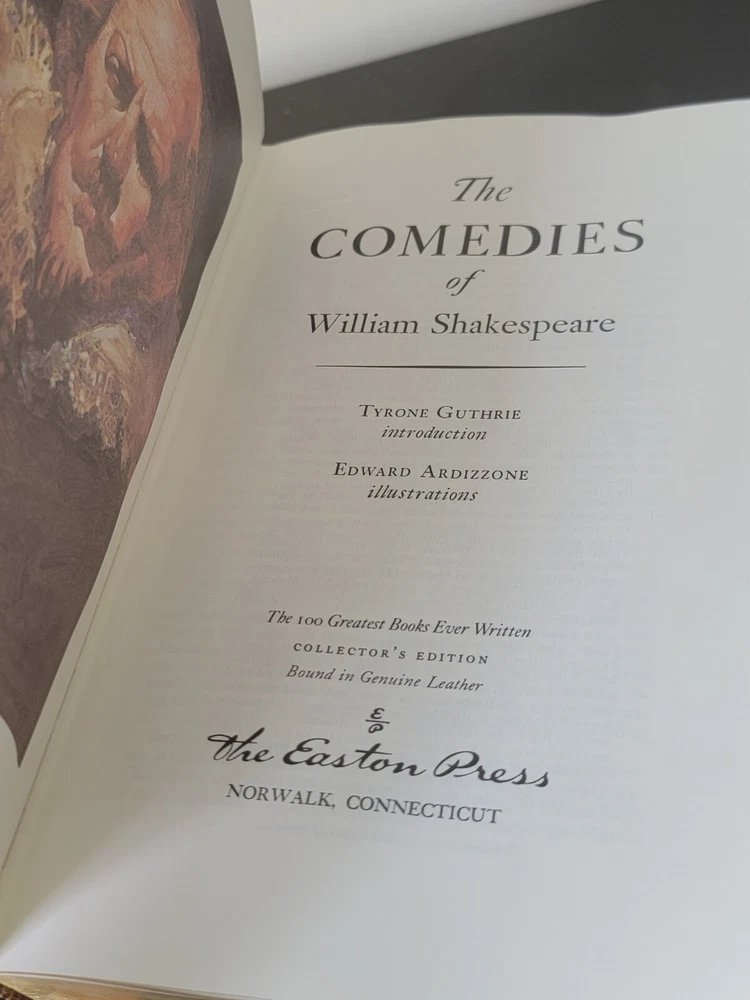 The
COMEDIES
of
William Shakespeare
TYRONE GUTHRIE
introduction
EDWARD ARDIZZONE
illustrations
The 100 Greatest Books Ever Written
COLLECTOR'S EDITION
Bound in Genuine Leather
E
P
The Easton Press
NORWALK, CONNECTICUT